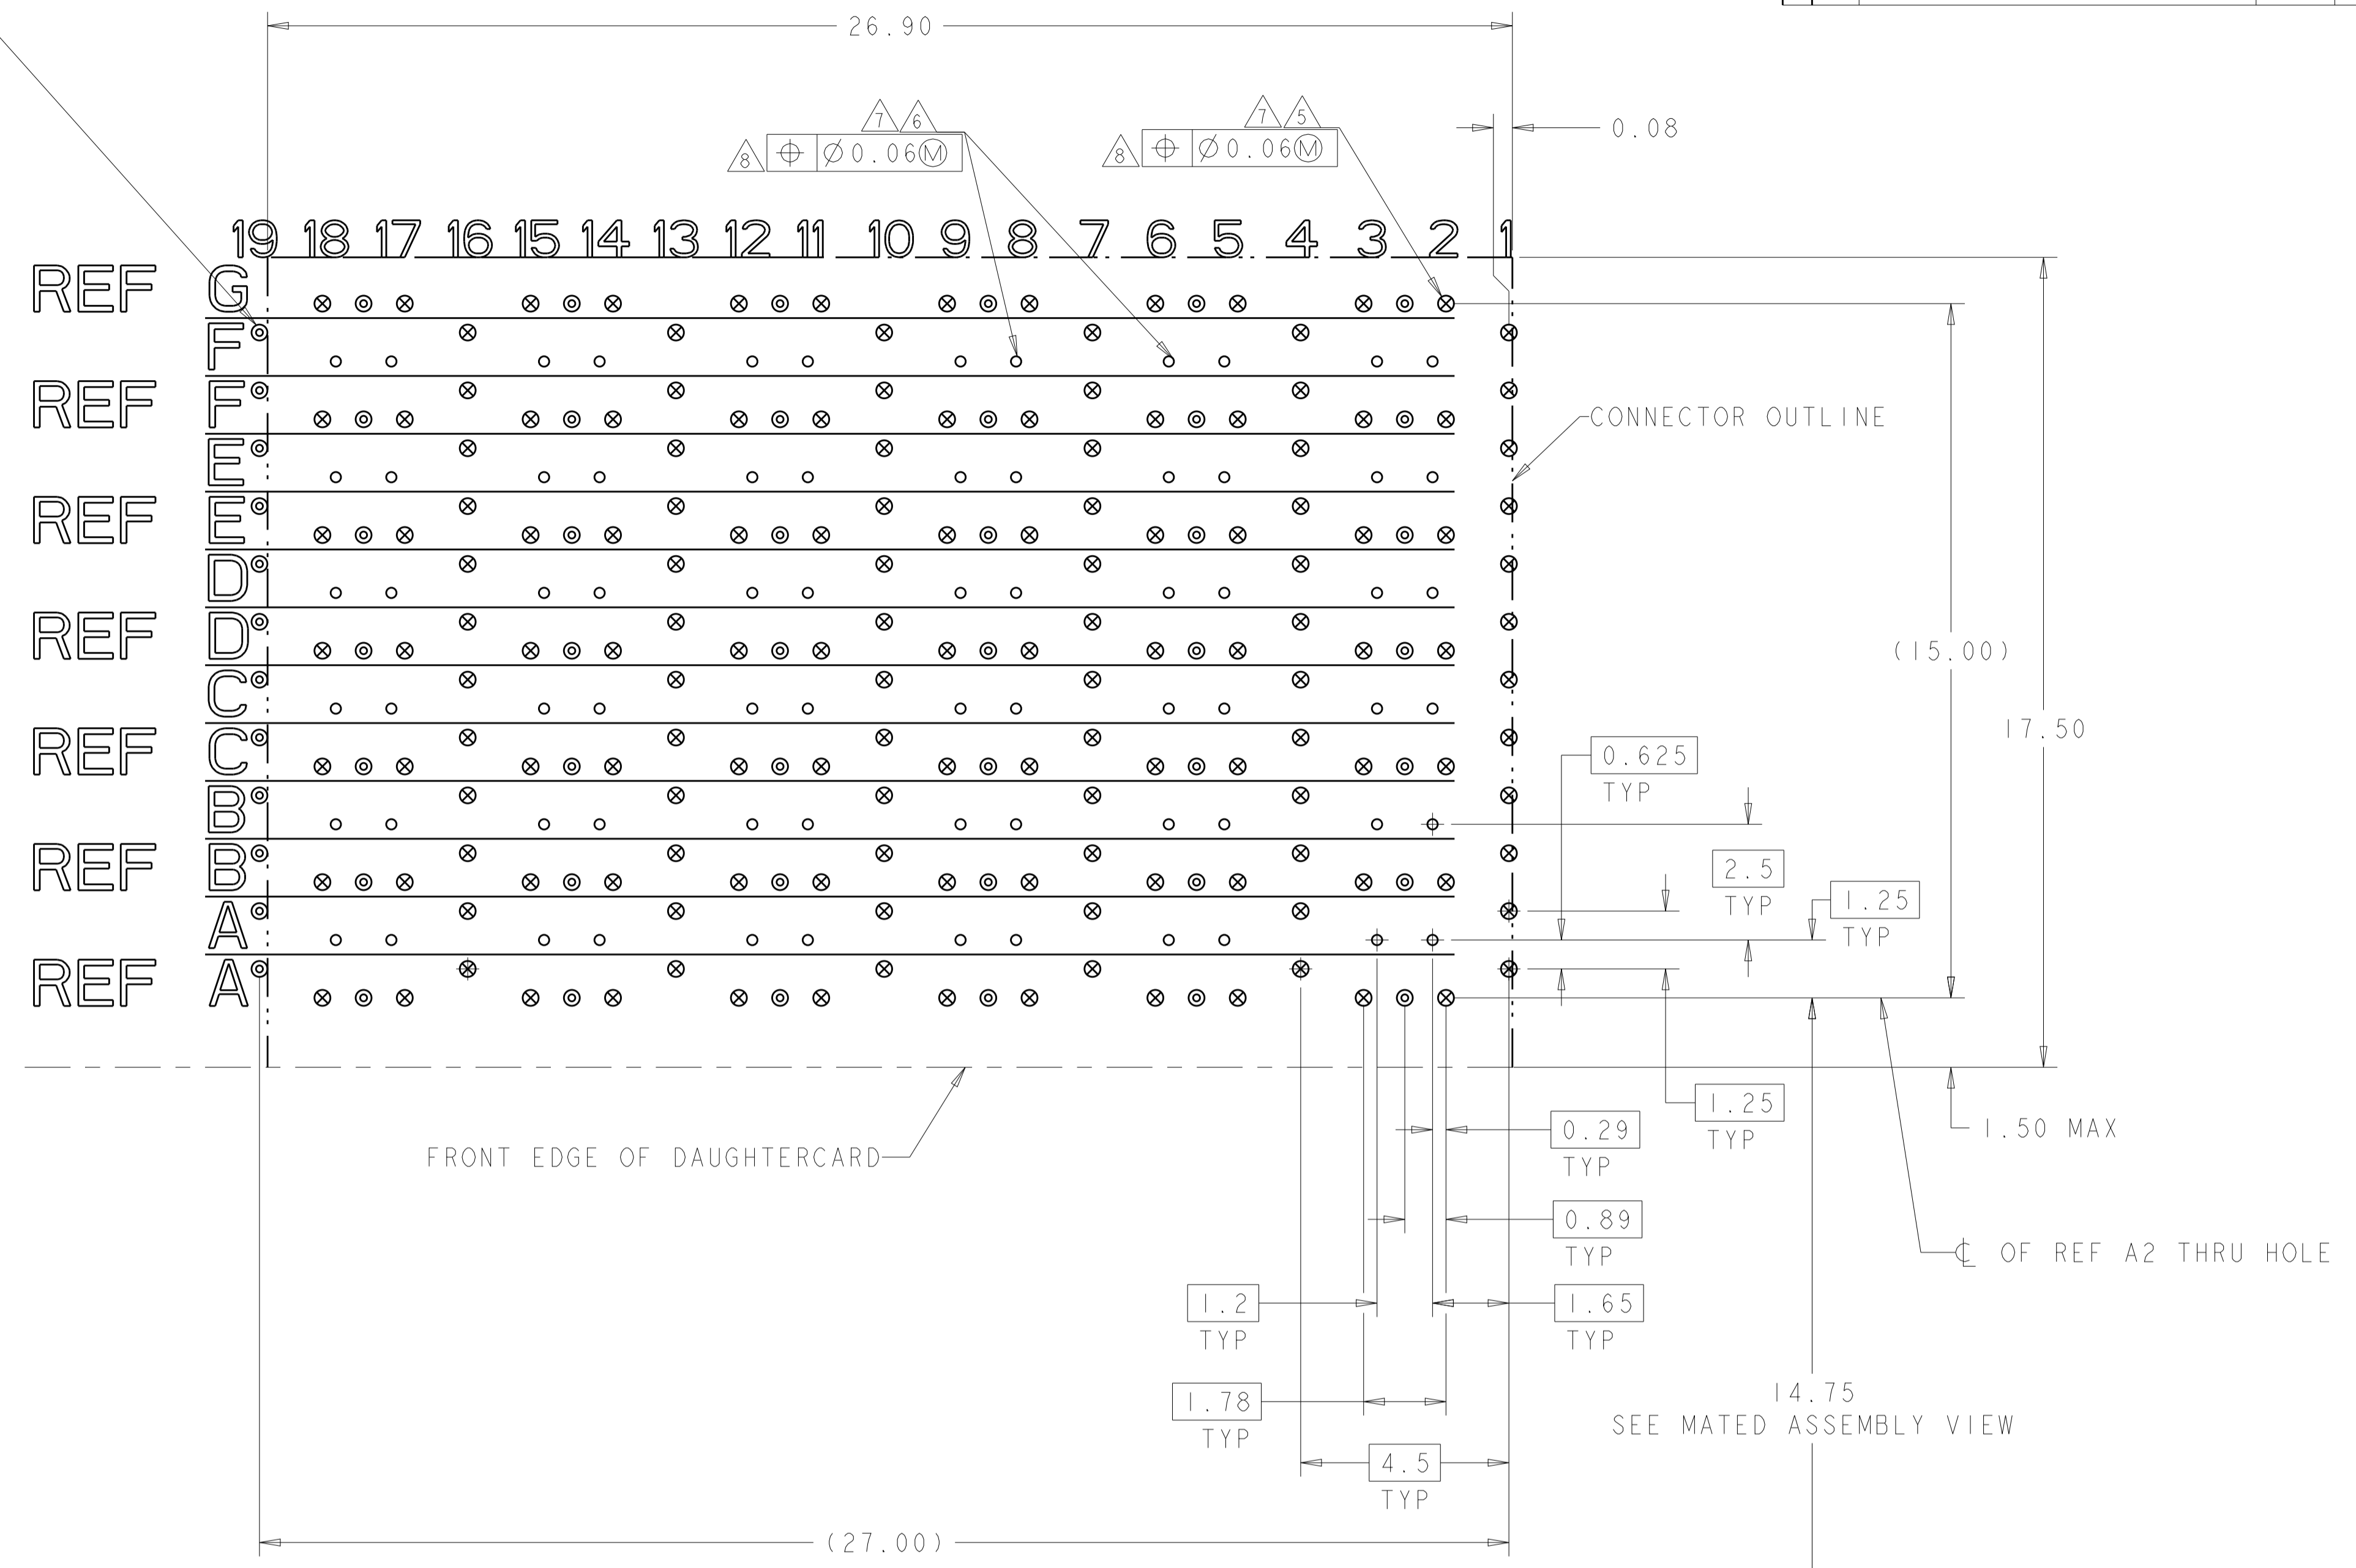 26.90
7 6
7 5
8 ⌖ ⌀0.06Ⓜ
8 ⌖ ⌀0.06Ⓜ
0.08
19 18 17 16 15 14 13 12 11 10 9 8 7 6 5 4 3 2 1
REF G
F
REF F
CONNECTOR OUTLINE
E
REF E
D
REF D
(15.00)
C
17.50
REF C
0.625
TYP
B
REF B
2.5
TYP
1.25
TYP
A
REF A
1.25
TYP
1.50 MAX
FRONT EDGE OF DAUGHTERCARD
0.29
TYP
0.89
TYP
℄ OF REF A2 THRU HOLE
1.2
TYP
1.65
TYP
1.78
TYP
14.75
SEE MATED ASSEMBLY VIEW
4.5
TYP
(27.00)